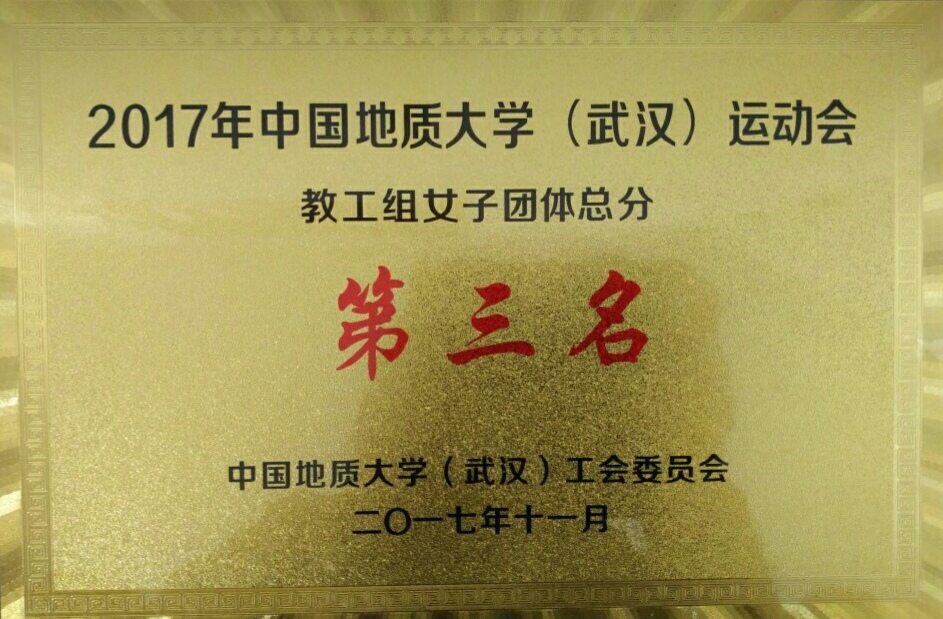 2017年中国地质大学（武汉）运动会
教工组女子团体总分
第三名
中国地质大学（武汉）工会委员会
二〇一七年十一月